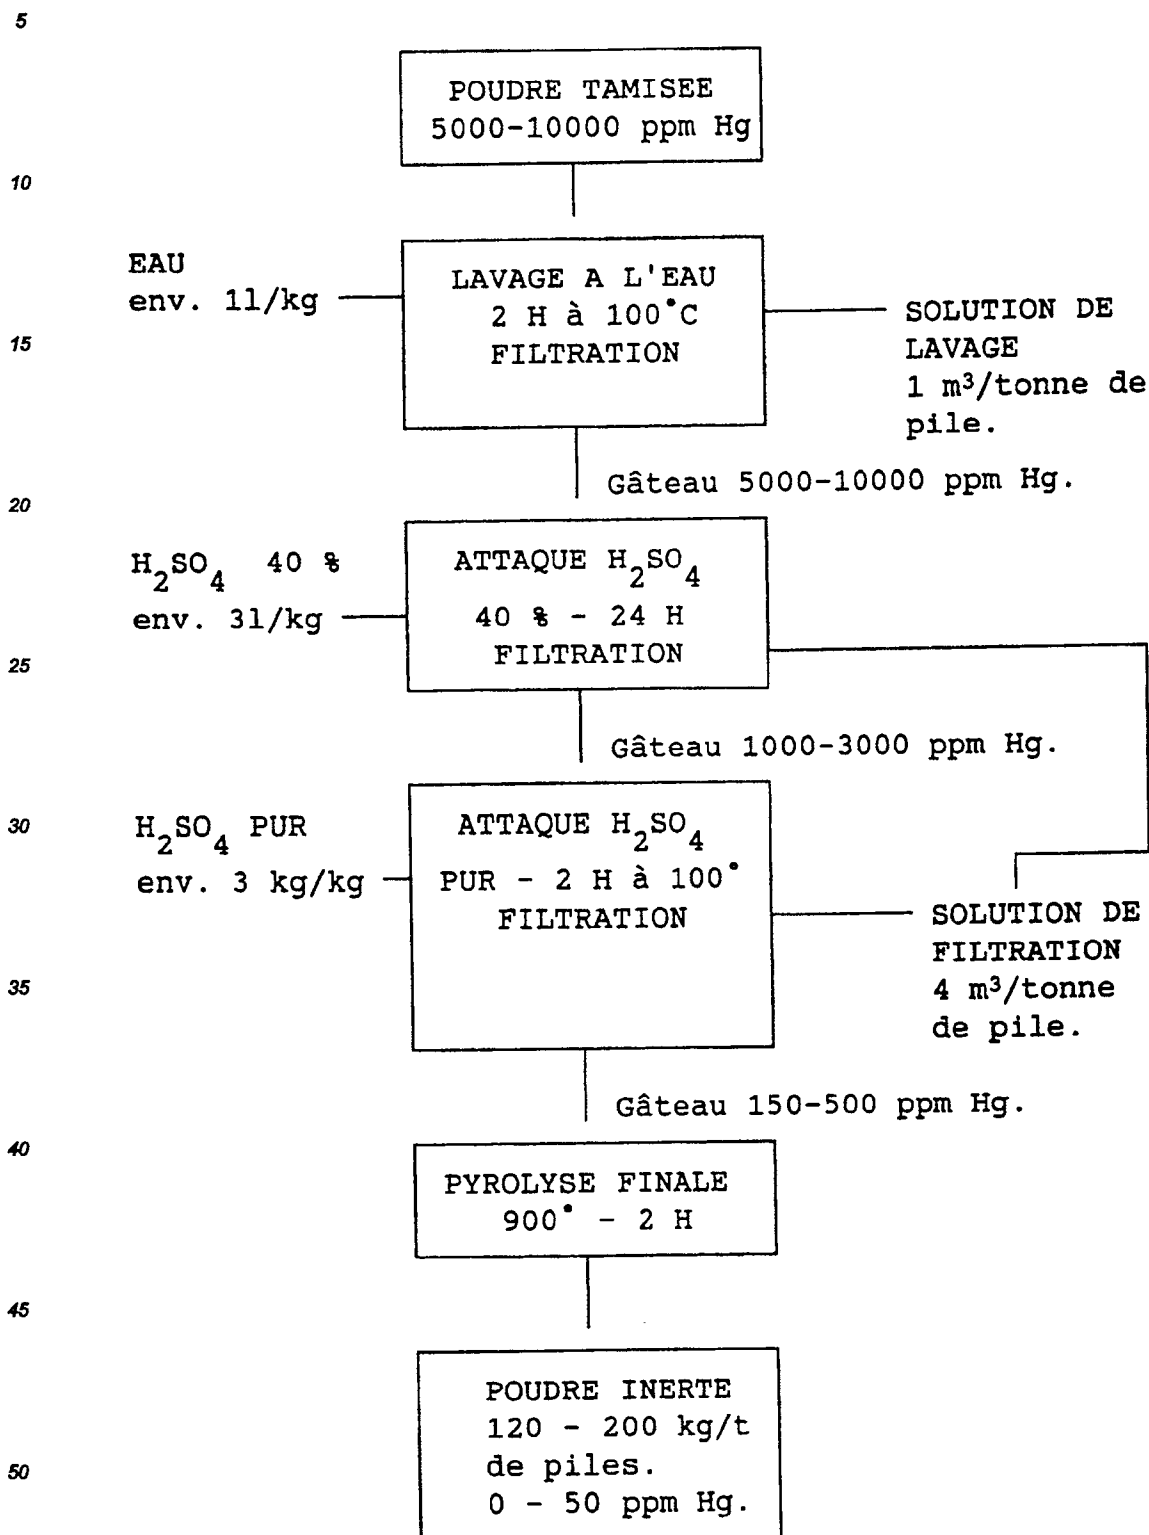 5
POUDRE TAMISEE
5000-10000 ppm Hg
10
EAU
env. 1l/kg
LAVAGE A L'EAU
2 H à 100°C
FILTRATION
15
SOLUTION DE
LAVAGE
1 m³/tonne de
pile.
Gâteau 5000-10000 ppm Hg.
20
H₂SO₄ 40 %
env. 3l/kg
ATTAQUE H₂SO₄
40 % - 24 H
FILTRATION
25
Gâteau 1000-3000 ppm Hg.
30
H₂SO₄ PUR
env. 3 kg/kg
ATTAQUE H₂SO₄
PUR - 2 H à 100°
FILTRATION
SOLUTION DE
FILTRATION
4 m³/tonne
de pile.
35
Gâteau 150-500 ppm Hg.
40
PYROLYSE FINALE
900° - 2 H
45
POUDRE INERTE
120 - 200 kg/t
de piles.
0 - 50 ppm Hg.
50